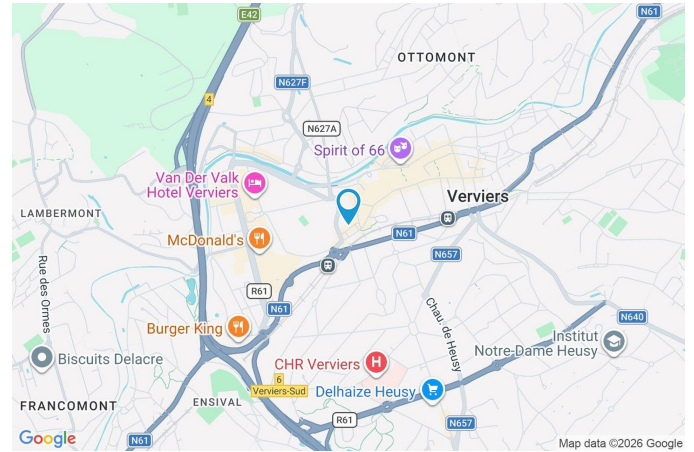 E42
N61
OTTOMONT
N627F
4
N627A
Spirit of 66
Van Der Valk
Hotel Verviers
Verviers
LAMBERMONT
McDonald's
N61
N657
Rue des Ormes
R61
N61
Chau. de Heusy
N640
Burger King
Institut
Notre-Dame Heusy
Biscuits Delacre
CHR Verviers
H
6
Verviers-Sud
Delhaize Heusy
FRANCOMONT
ENSIVAL
R61
N657
N61
Google
Map data ©2026 Google